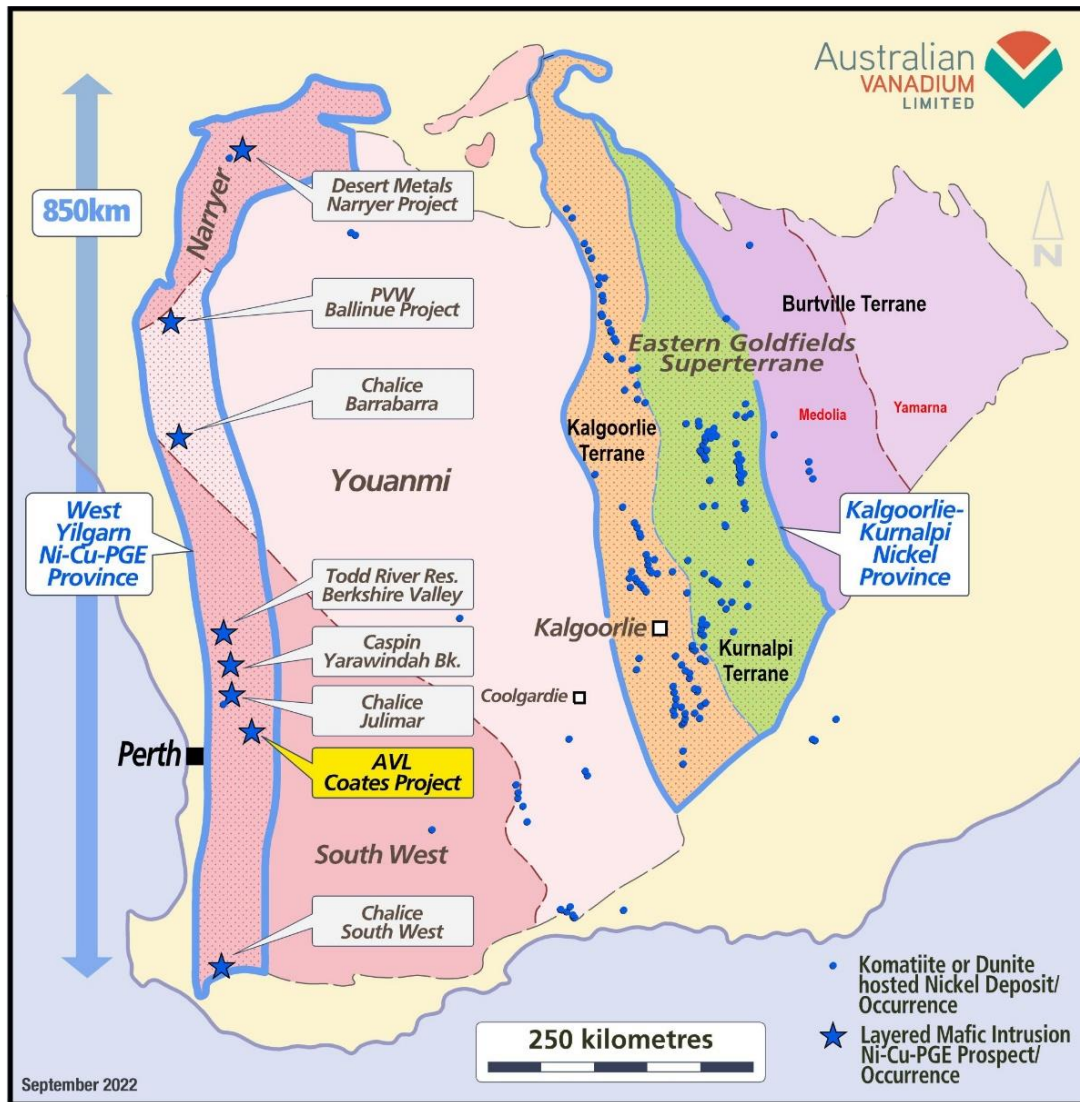 Australian
VANADIUM
LIMITED
850km
Narryer
Desert Metals
Narryer Project
N
PVW
Ballinue Project
Burtville Terrane
Eastern Goldfields
Superterrane
Chalice
Barrabarra
Medolia
Yamarna
Kalgoorlie
Terrane
Youanmi
West
Yilgarn
Ni-Cu-PGE
Province
Kalgoorlie-
Kurnalpi
Nickel
Province
Todd River Res.
Berkshire Valley
Kalgoorlie
Caspin
Yarawindah Bk.
Kurnalpi
Terrane
Chalice
Julimar
Coolgardie
Perth
AVL
Coates Project
South West
Chalice
South West
Komatiite or Dunite
hosted Nickel Deposit/
Occurrence
250 kilometres
Layered Mafic Intrusion
Ni-Cu-PGE Prospect/
Occurrence
September 2022